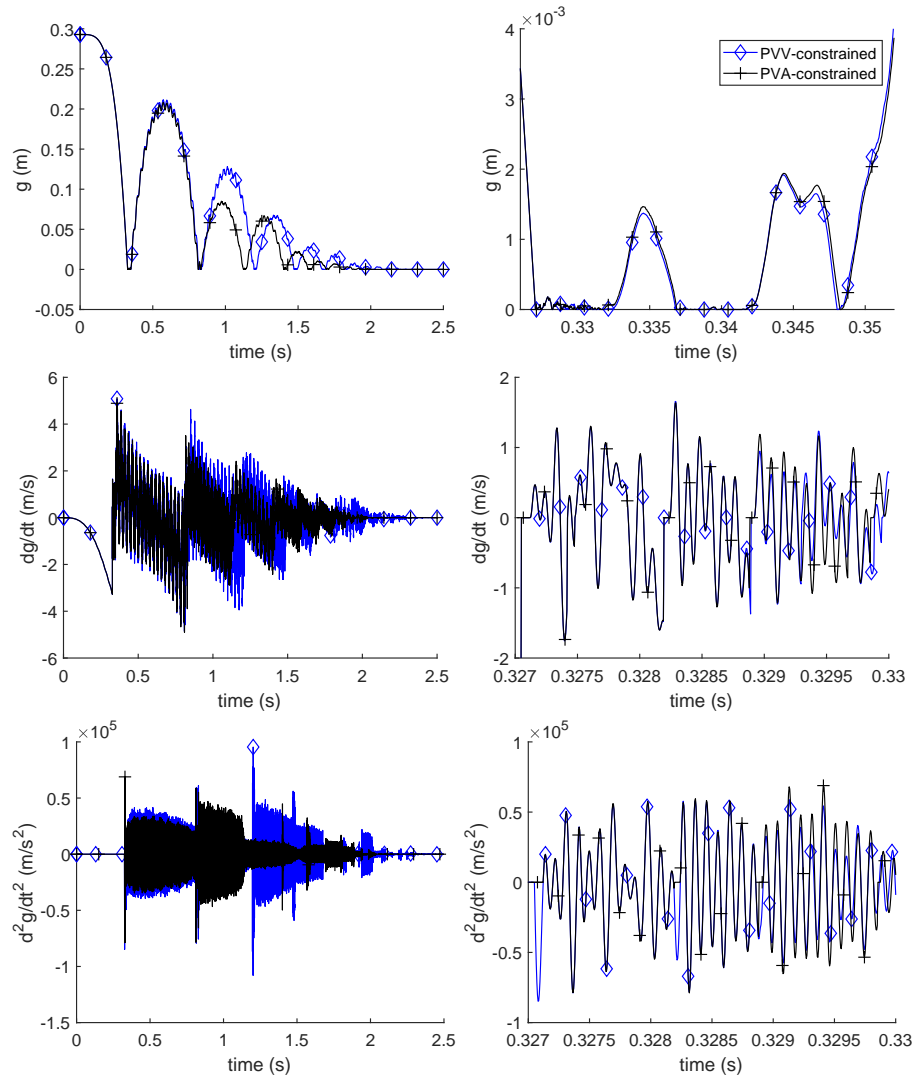 0.3
0.25
0.2
0.15
0.1
0.05
0
-0.05
g (m)
0 0.5 1 1.5 2 2.5
time (s)
×10⁻³
4
3
2
1
0
g (m)
PVV-constrained
PVA-constrained
0.33 0.335 0.34 0.345 0.35
time (s)
6
4
2
0
-2
-4
-6
dg/dt (m/s)
0 0.5 1 1.5 2 2.5
time (s)
2
1
0
-1
-2
dg/dt (m/s)
0.327 0.3275 0.328 0.3285 0.329 0.3295 0.33
time (s)
×10⁵
1
0.5
0
-0.5
-1
-1.5
d²g/dt² (m/s²)
0 0.5 1 1.5 2 2.5
time (s)
×10⁵
1
0.5
0
-0.5
-1
d²g/dt² (m/s²)
0.327 0.3275 0.328 0.3285 0.329 0.3295 0.33
time (s)